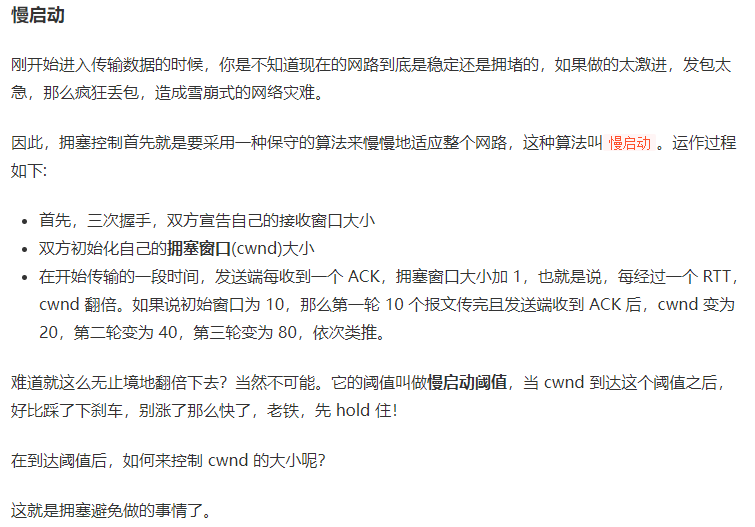 慢启动
刚开始进入传输数据的时候，你是不知道现在的网路到底是稳定还是拥堵的，如果做的太激进，发包太
急，那么疯狂丢包，造成雪崩式的网络灾难。
因此，拥塞控制首先就是要采用一种保守的算法来慢慢地适应整个网路，这种算法叫 慢启动 。运作过程
如下:
• 首先，三次握手，双方宣告自己的接收窗口大小
• 双方初始化自己的拥塞窗口(cwnd)大小
• 在开始传输的一段时间，发送端每收到一个 ACK，拥塞窗口大小加 1，也就是说，每经过一个 RTT，
cwnd 翻倍。如果说初始窗口为 10，那么第一轮 10 个报文传完且发送端收到 ACK 后，cwnd 变为
20，第二轮变为 40，第三轮变为 80，依次类推。
难道就这么无止境地翻倍下去？当然不可能。它的阈值叫做慢启动阈值，当 cwnd 到达这个阈值之后，
好比踩了下刹车，别涨了那么快了，老铁，先 hold 住！
在到达阈值后，如何来控制 cwnd 的大小呢？
这就是拥塞避免做的事情了。